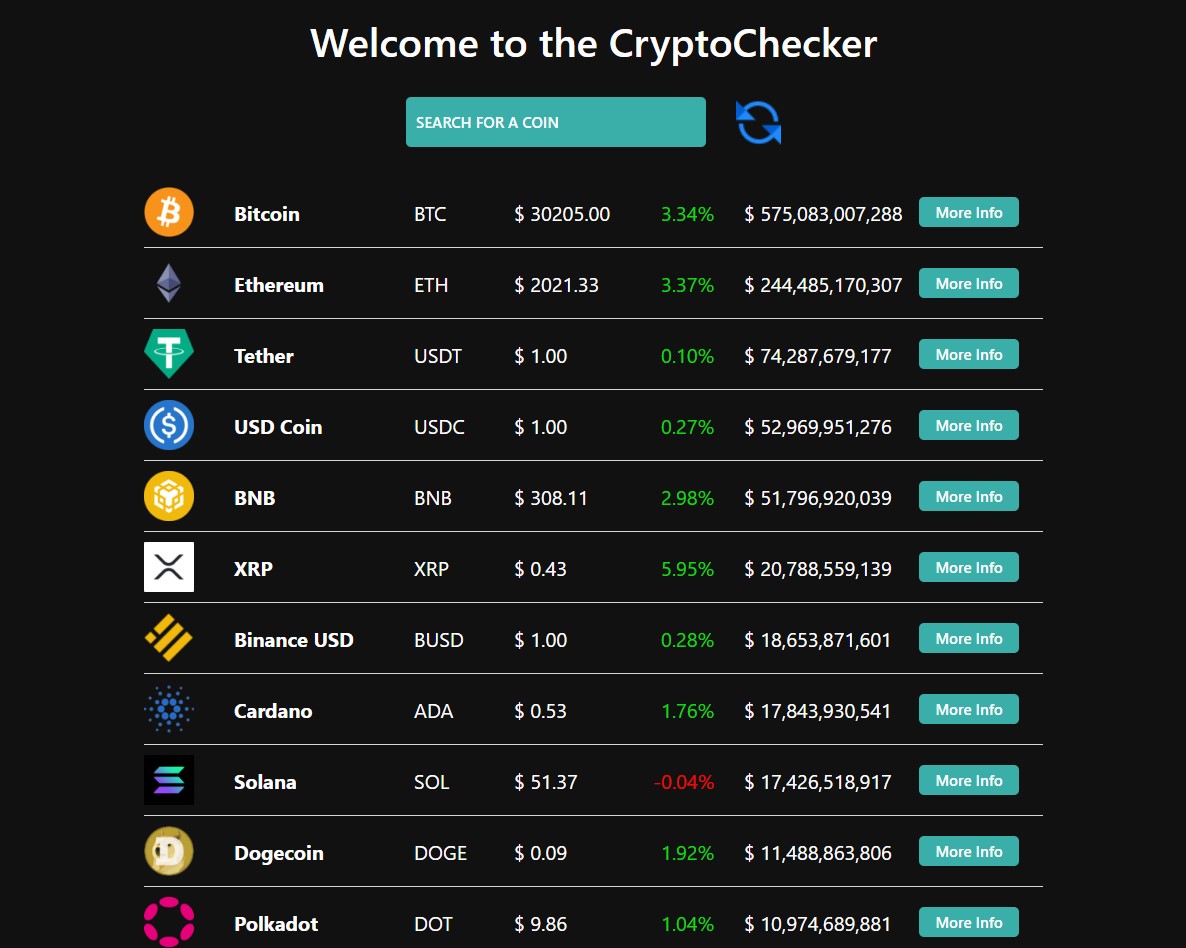 Welcome to the CryptoChecker
SEARCH FOR A COIN
Bitcoin BTC $ 30205.00 3.34% $ 575,083,007,288 More Info
Ethereum ETH $ 2021.33 3.37% $ 244,485,170,307 More Info
Tether USDT $ 1.00 0.10% $ 74,287,679,177 More Info
USD Coin USDC $ 1.00 0.27% $ 52,969,951,276 More Info
BNB BNB $ 308.11 2.98% $ 51,796,920,039 More Info
XRP XRP $ 0.43 5.95% $ 20,788,559,139 More Info
Binance USD BUSD $ 1.00 0.28% $ 18,653,871,601 More Info
Cardano ADA $ 0.53 1.76% $ 17,843,930,541 More Info
Solana SOL $ 51.37 -0.04% $ 17,426,518,917 More Info
Dogecoin DOGE $ 0.09 1.92% $ 11,488,863,806 More Info
Polkadot DOT $ 9.86 1.04% $ 10,974,689,881 More Info